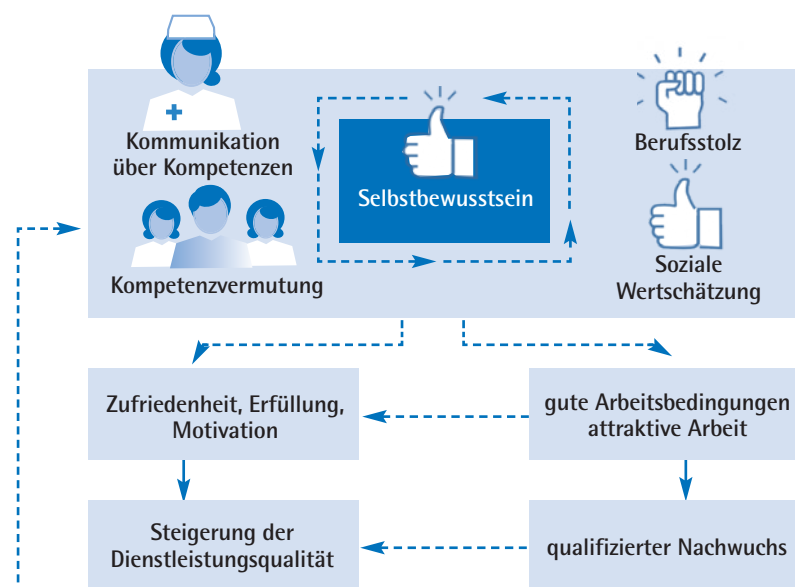 Kommunikation
über Kompetenzen
Kompetenzvermutung
Selbstbewusstsein
Berufsstolz
Soziale
Wertschätzung
Zufriedenheit, Erfüllung,
Motivation
gute Arbeitsbedingungen
attraktive Arbeit
Steigerung der
Dienstleistungsqualität
qualifizierter Nachwuchs